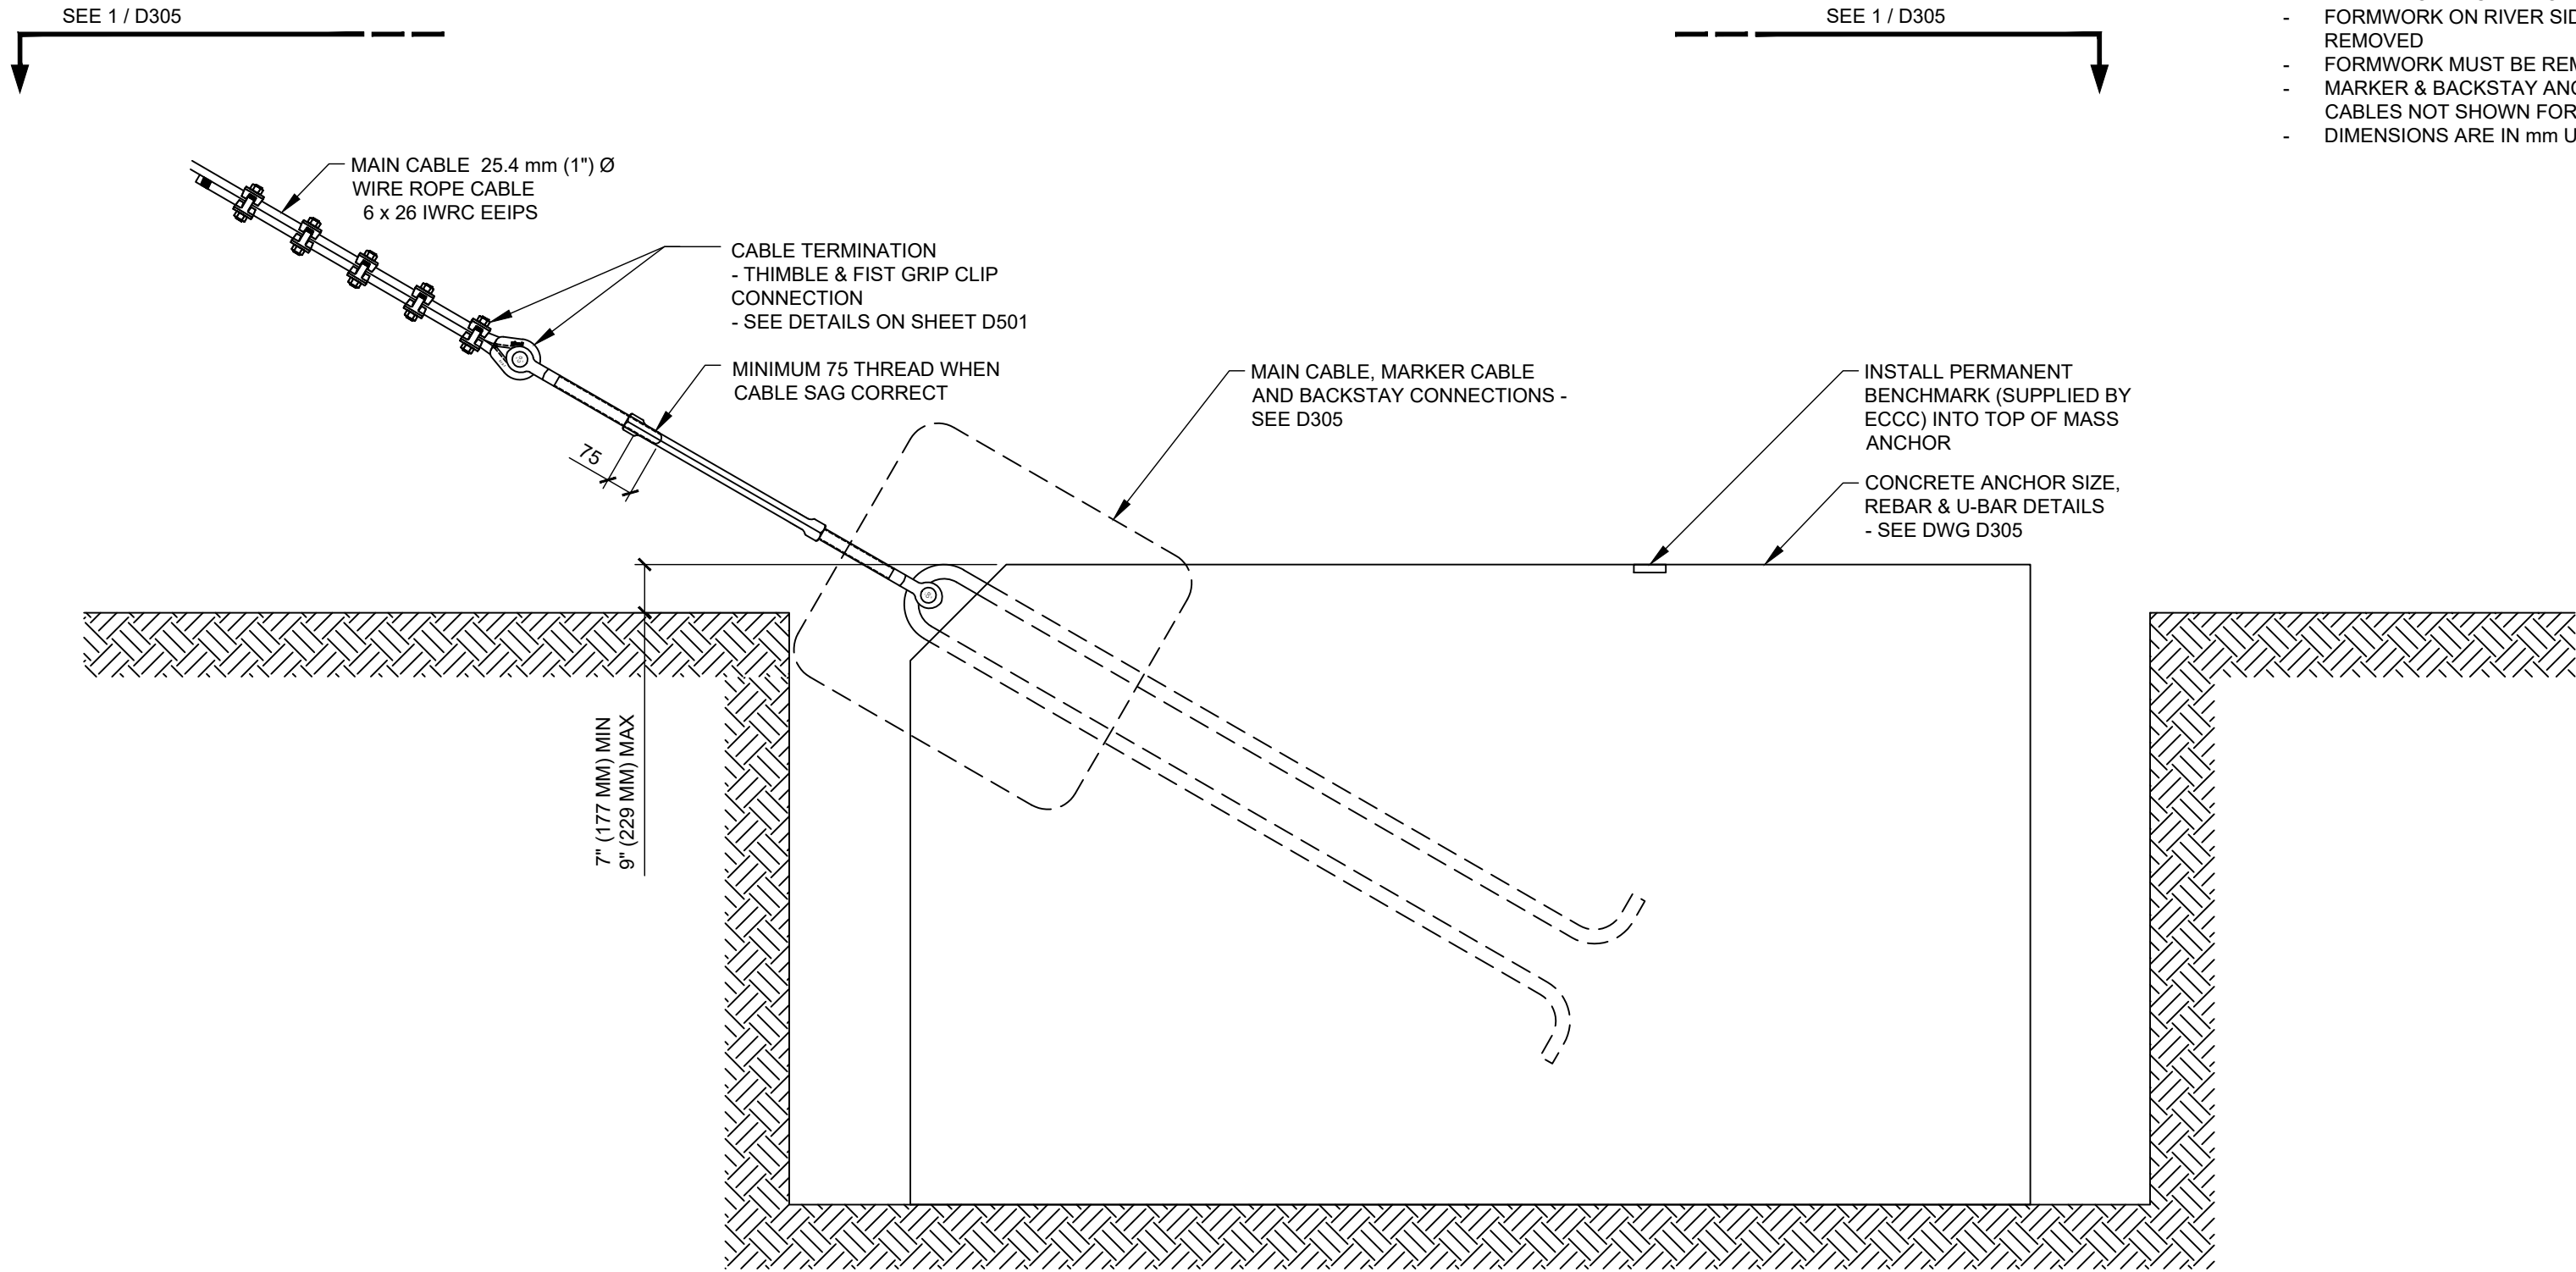 SEE 1 / D305
SEE 1 / D305
- FORMWORK ON RIVER
REMOVED
- FORMWORK MUST BE
- MARKER & BACKSTAY
CABLES NOT SHOWN FOR
- DIMENSIONS ARE IN mm
MAIN CABLE 25.4 mm (1") Ø
WIRE ROPE CABLE
6 x 26 IWRC EEIPS
CABLE TERMINATION
- THIMBLE & FIST GRIP CLIP
CONNECTION
- SEE DETAILS ON SHEET D501
MINIMUM 75 THREAD WHEN
CABLE SAG CORRECT
75
MAIN CABLE, MARKER CABLE
AND BACKSTAY CONNECTIONS -
SEE D305
INSTALL PERMANENT
BENCHMARK (SUPPLIED BY
ECCC) INTO TOP OF MASS
ANCHOR
CONCRETE ANCHOR SIZE,
REBAR & U-BAR DETAILS
- SEE DWG D305
7" (177 MM) MIN
9" (229 MM) MAX